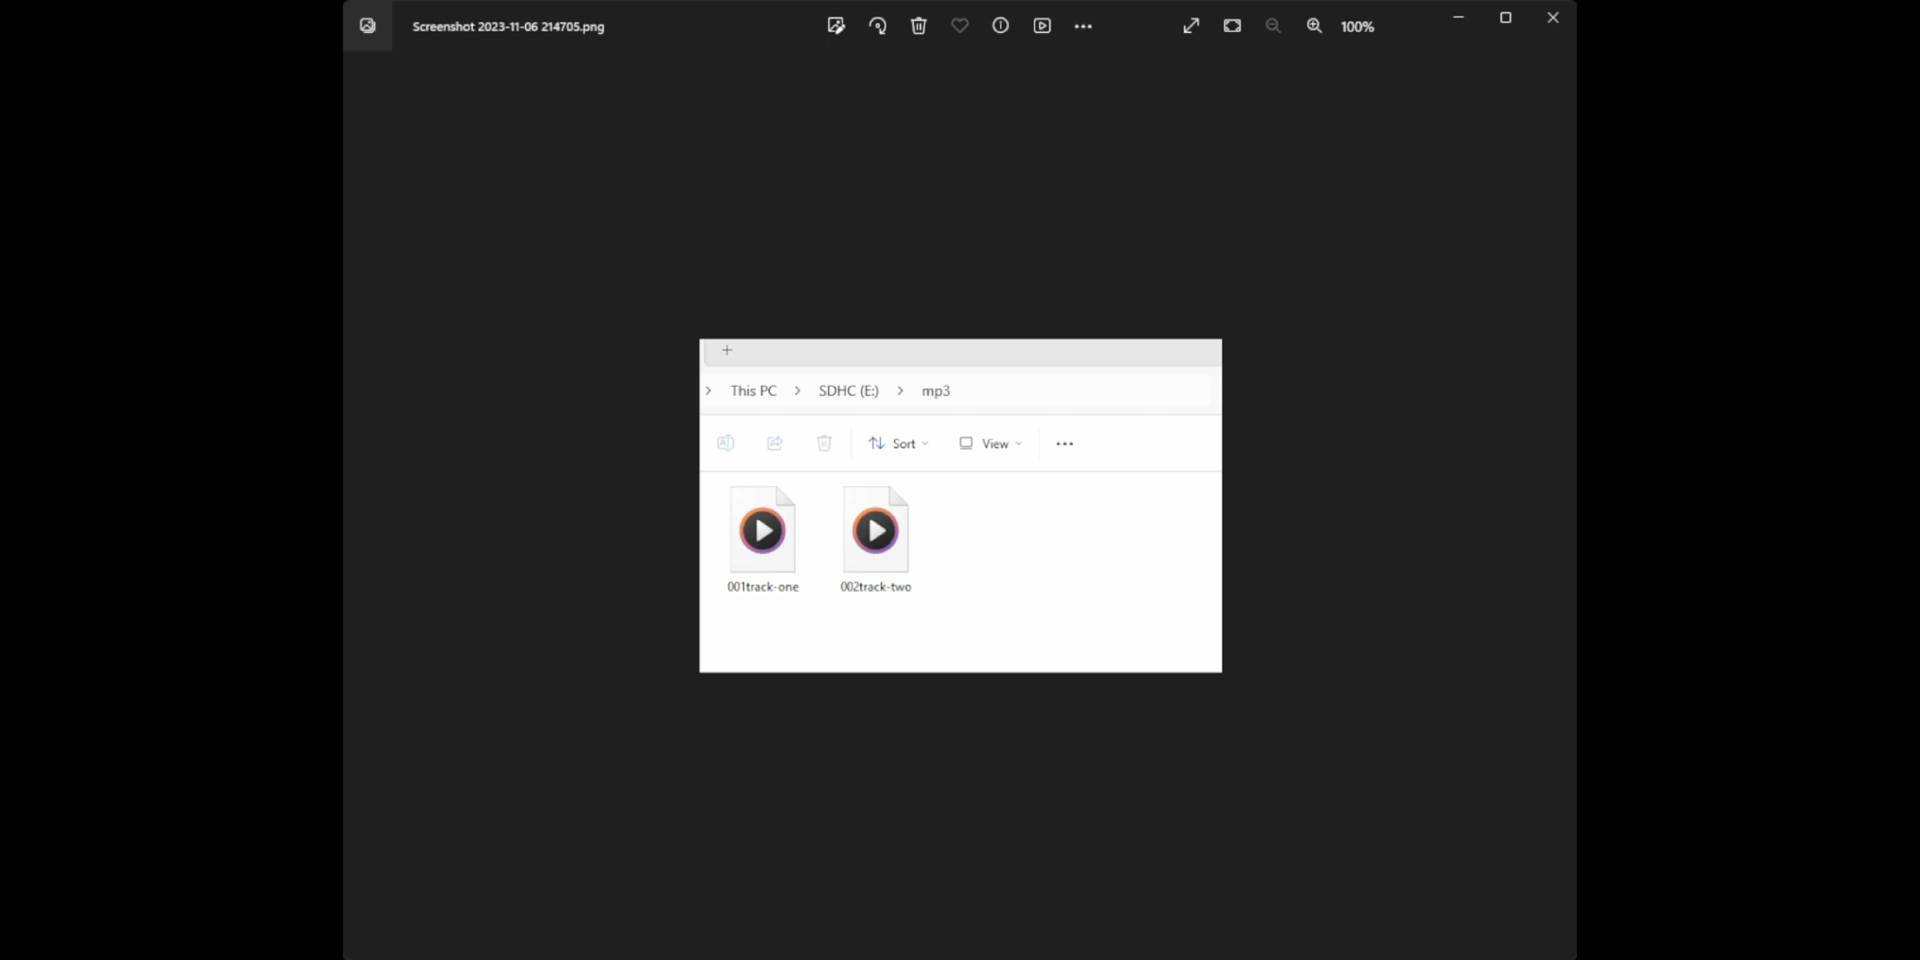 Screenshot 2023-11-06 214705.png
100%
This PC > SDHC (E:) > mp3
Sort
View
001track-one
002track-two